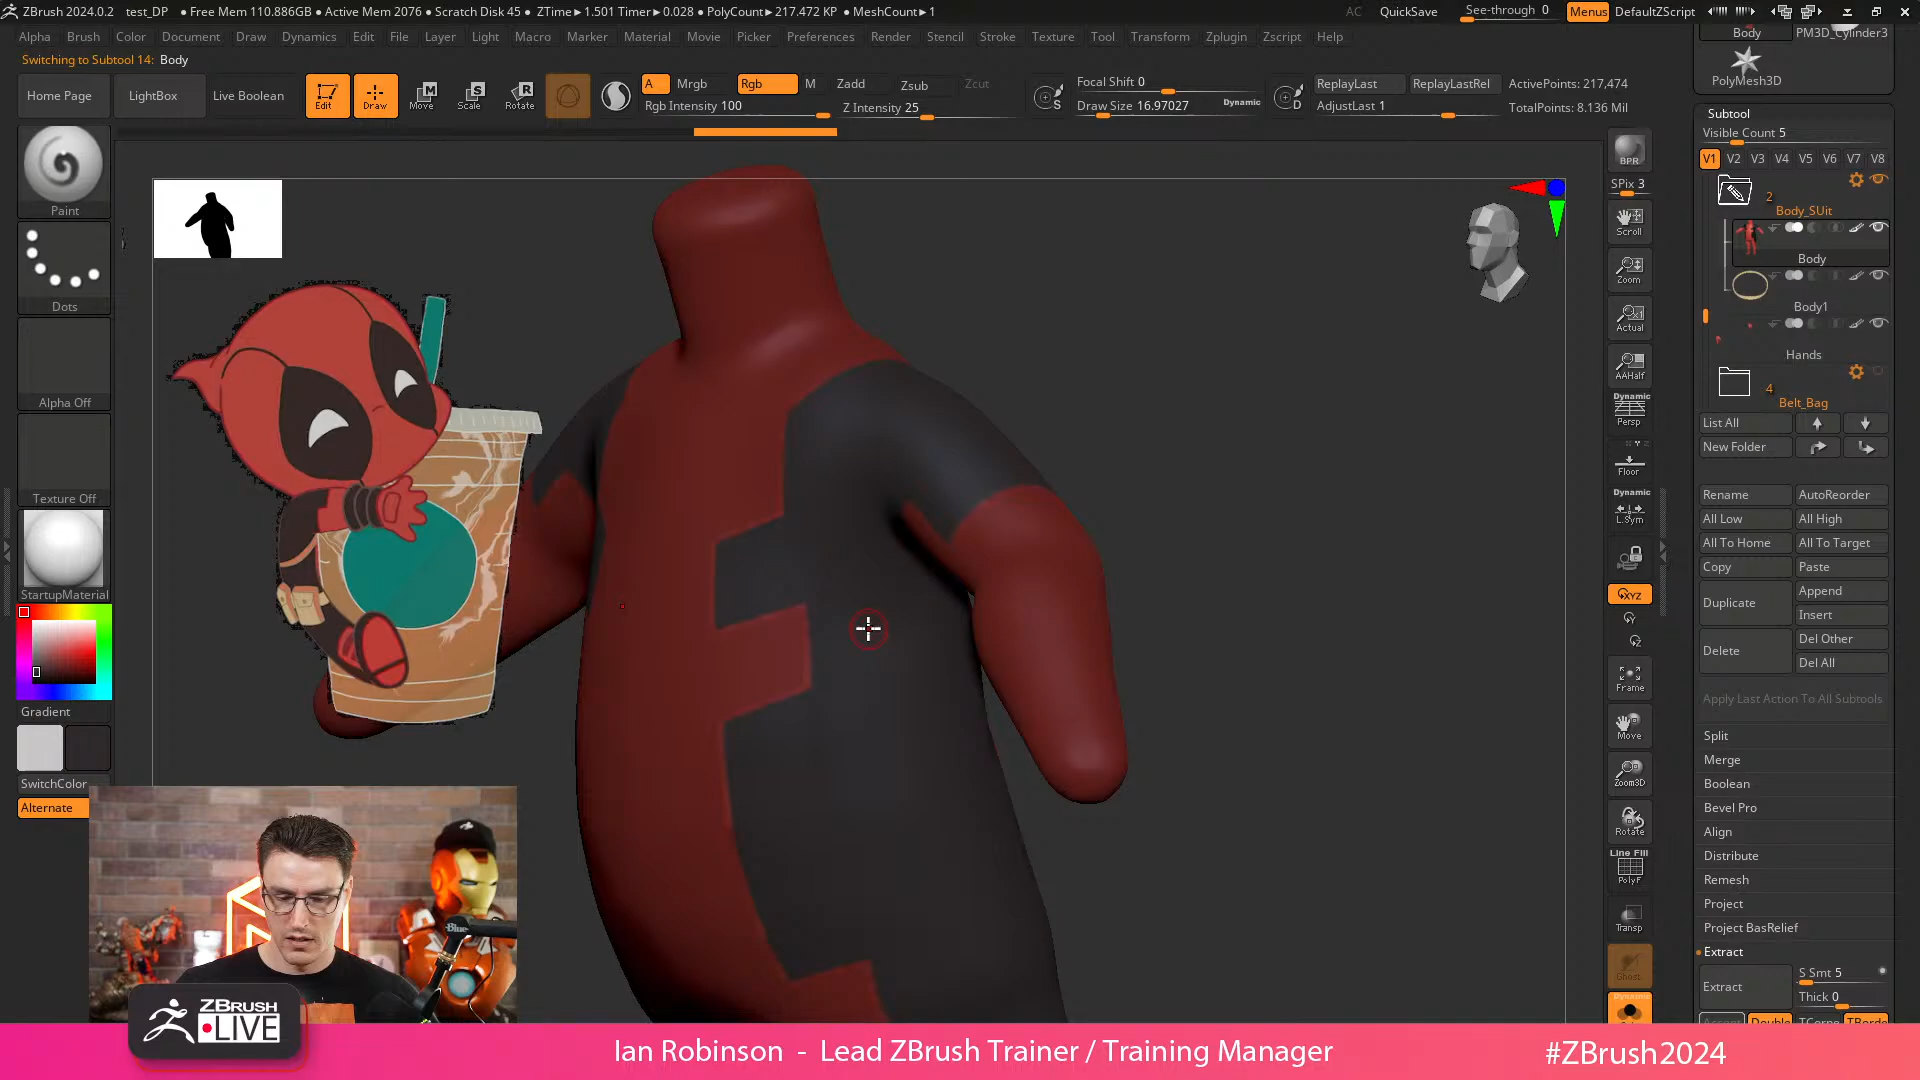 ZBrush 2024.0.2 test_DP • Free Mem 110.886GB • Active Mem 2076 • Scratch Disk 45 • ZTime►1.501 Timer►0.028 • PolyCount►217.472 KP • MeshCount►1
AC QuickSave See-through 0 Menus DefaultZScript
Alpha Brush Color Document Draw Dynamics Edit File Layer Light Macro Marker Material Movie Picker Preferences Render Stencil Stroke Texture Tool Transform Zplugin Zscript Help
Switching to Subtool 14: Body
Home Page LightBox Live Boolean Edit Draw Move Scale Rotate
A Mrgb Rgb M Zadd Zsub Zcut
Rgb Intensity 100 Z Intensity 25
Focal Shift 0
Draw Size 16.97027 Dynamic
ReplayLast ReplayLastRel
AdjustLast 1
ActivePoints: 217,474
TotalPoints: 8.136 Mil
Paint
Dots
Alpha Off
Texture Off
StartupMaterial
Gradient
SwitchColor
Alternate
BPR
SPix 3
Scroll
Zoom
Actual
AAHalf
Dynamic
Persp
Floor
Dynamic
L.Sym
XYZ
Frame
Move
Zoom3D
Rotate
Line Fill
PolyF
Transp
Ghost
Dynamic
Body PM3D_Cylinder3
PolyMesh3D
Subtool
Visible Count 5
V1 V2 V3 V4 V5 V6 V7 V8
2
Body_SUit
Body
Body1
Hands
4
Belt_Bag
List All
New Folder
Rename AutoReorder
All Low All High
All To Home All To Target
Copy Paste
Duplicate Append
Insert
Delete Del Other
Del All
Apply Last Action To All Subtools
Split
Merge
Boolean
Bevel Pro
Align
Distribute
Remesh
Project
Project BasRelief
Extract
Extract S Smt 5
Thick 0
Accept Double TCorne TBorde
Blue
ZBRUSH
LIVE
Ian Robinson - Lead ZBrush Trainer / Training Manager
#ZBrush2024